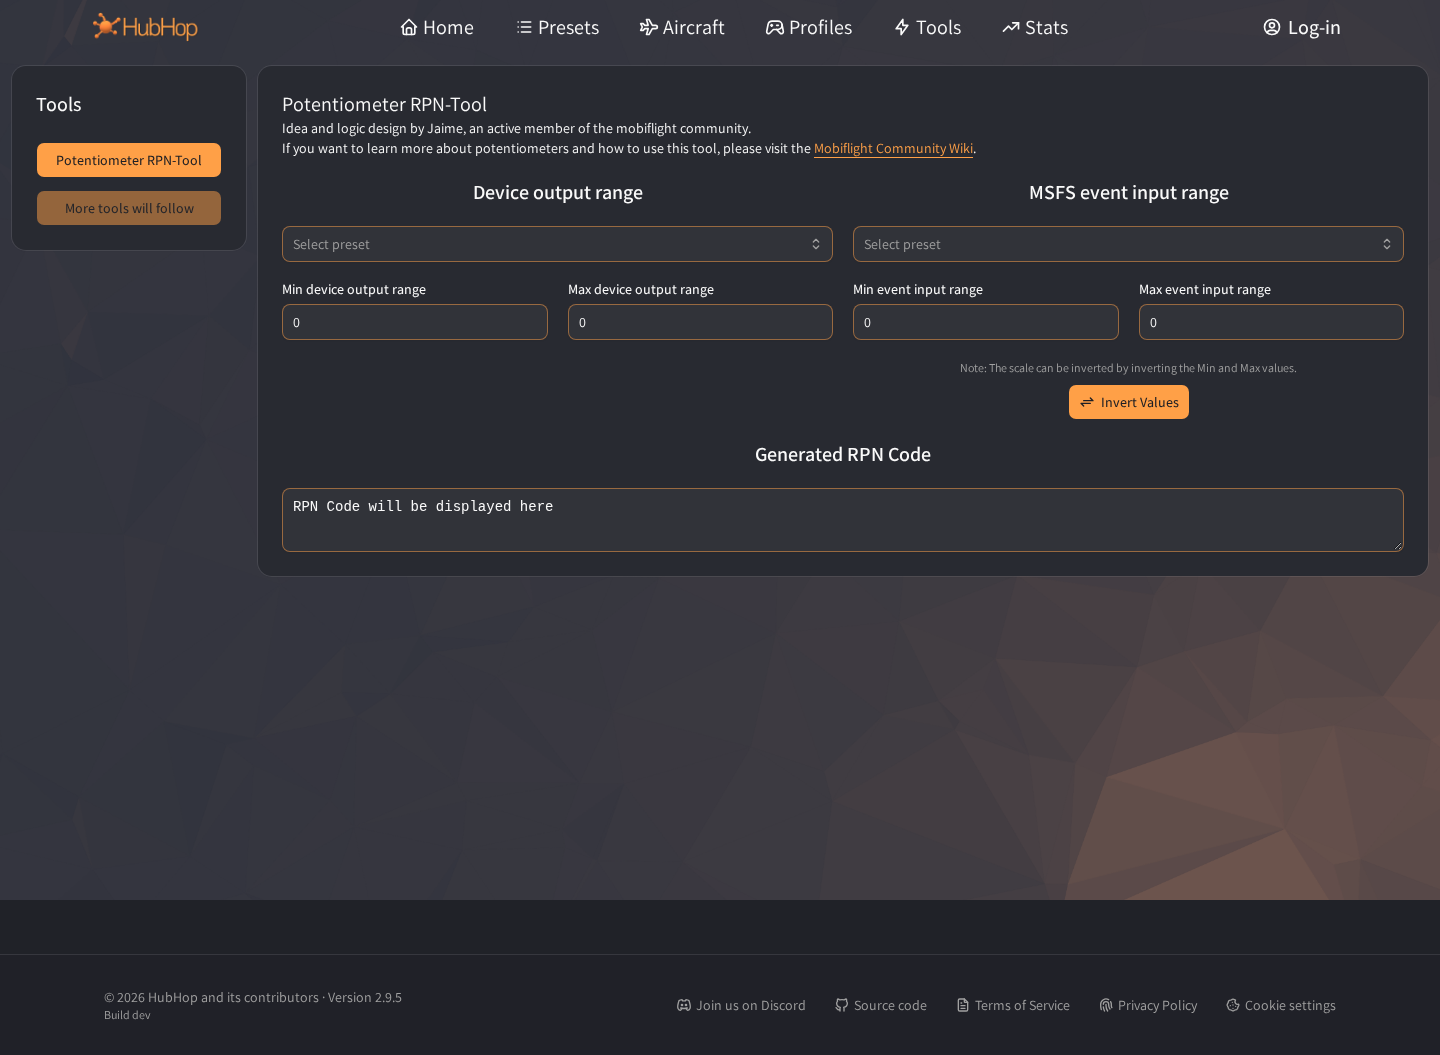 HubHop
Home
Presets
Aircraft
Profiles
Tools
Stats
Log-in
Tools
Potentiometer RPN-Tool
More tools will follow
Potentiometer RPN-Tool
Idea and logic design by Jaime, an active member of the mobiflight community.
If you want to learn more about potentiometers and how to use this tool, please visit the Mobiflight Community Wiki.
Device output range
MSFS event input range
Select preset
Select preset
Min device output range
Max device output range
Min event input range
Max event input range
0
0
0
0
Note: The scale can be inverted by inverting the Min and Max values.
Invert Values
Generated RPN Code
RPN Code will be displayed here
© 2026 HubHop and its contributors · Version 2.9.5
Build dev
Join us on Discord
Source code
Terms of Service
Privacy Policy
Cookie settings